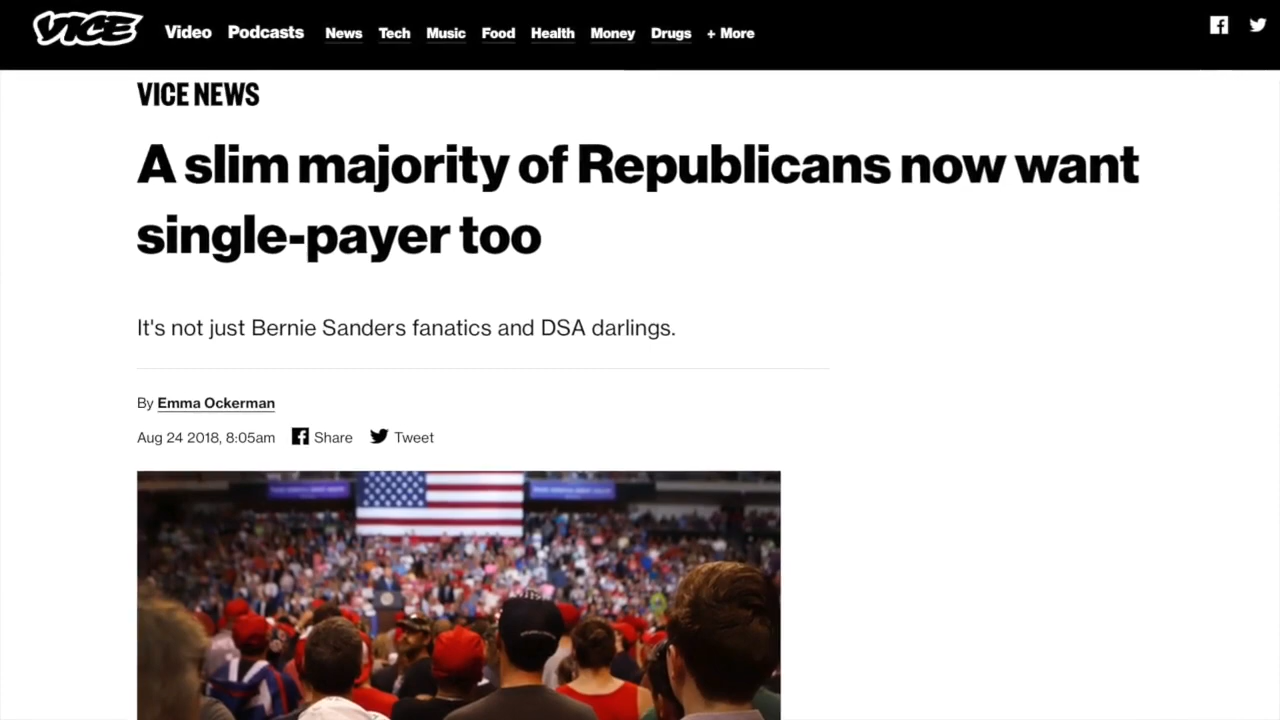 VICE Video Podcasts News Tech Music Food Health Money Drugs + More
VICE NEWS
A slim majority of Republicans now want
single-payer too
It's not just Bernie Sanders fanatics and DSA darlings.
By Emma Ockerman
Aug 24 2018, 8:05am Share Tweet